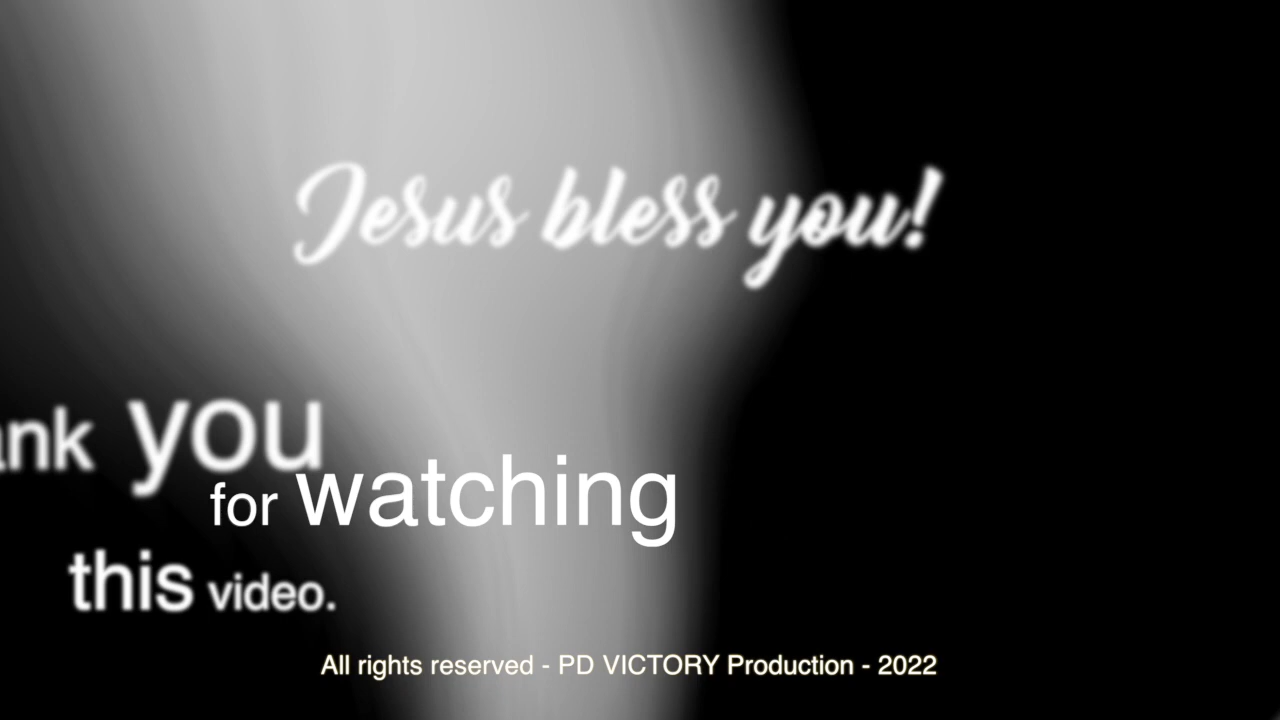 Jesus bless you!
ank you
for watching
this video.
All rights reserved - PD VICTORY Production - 2022